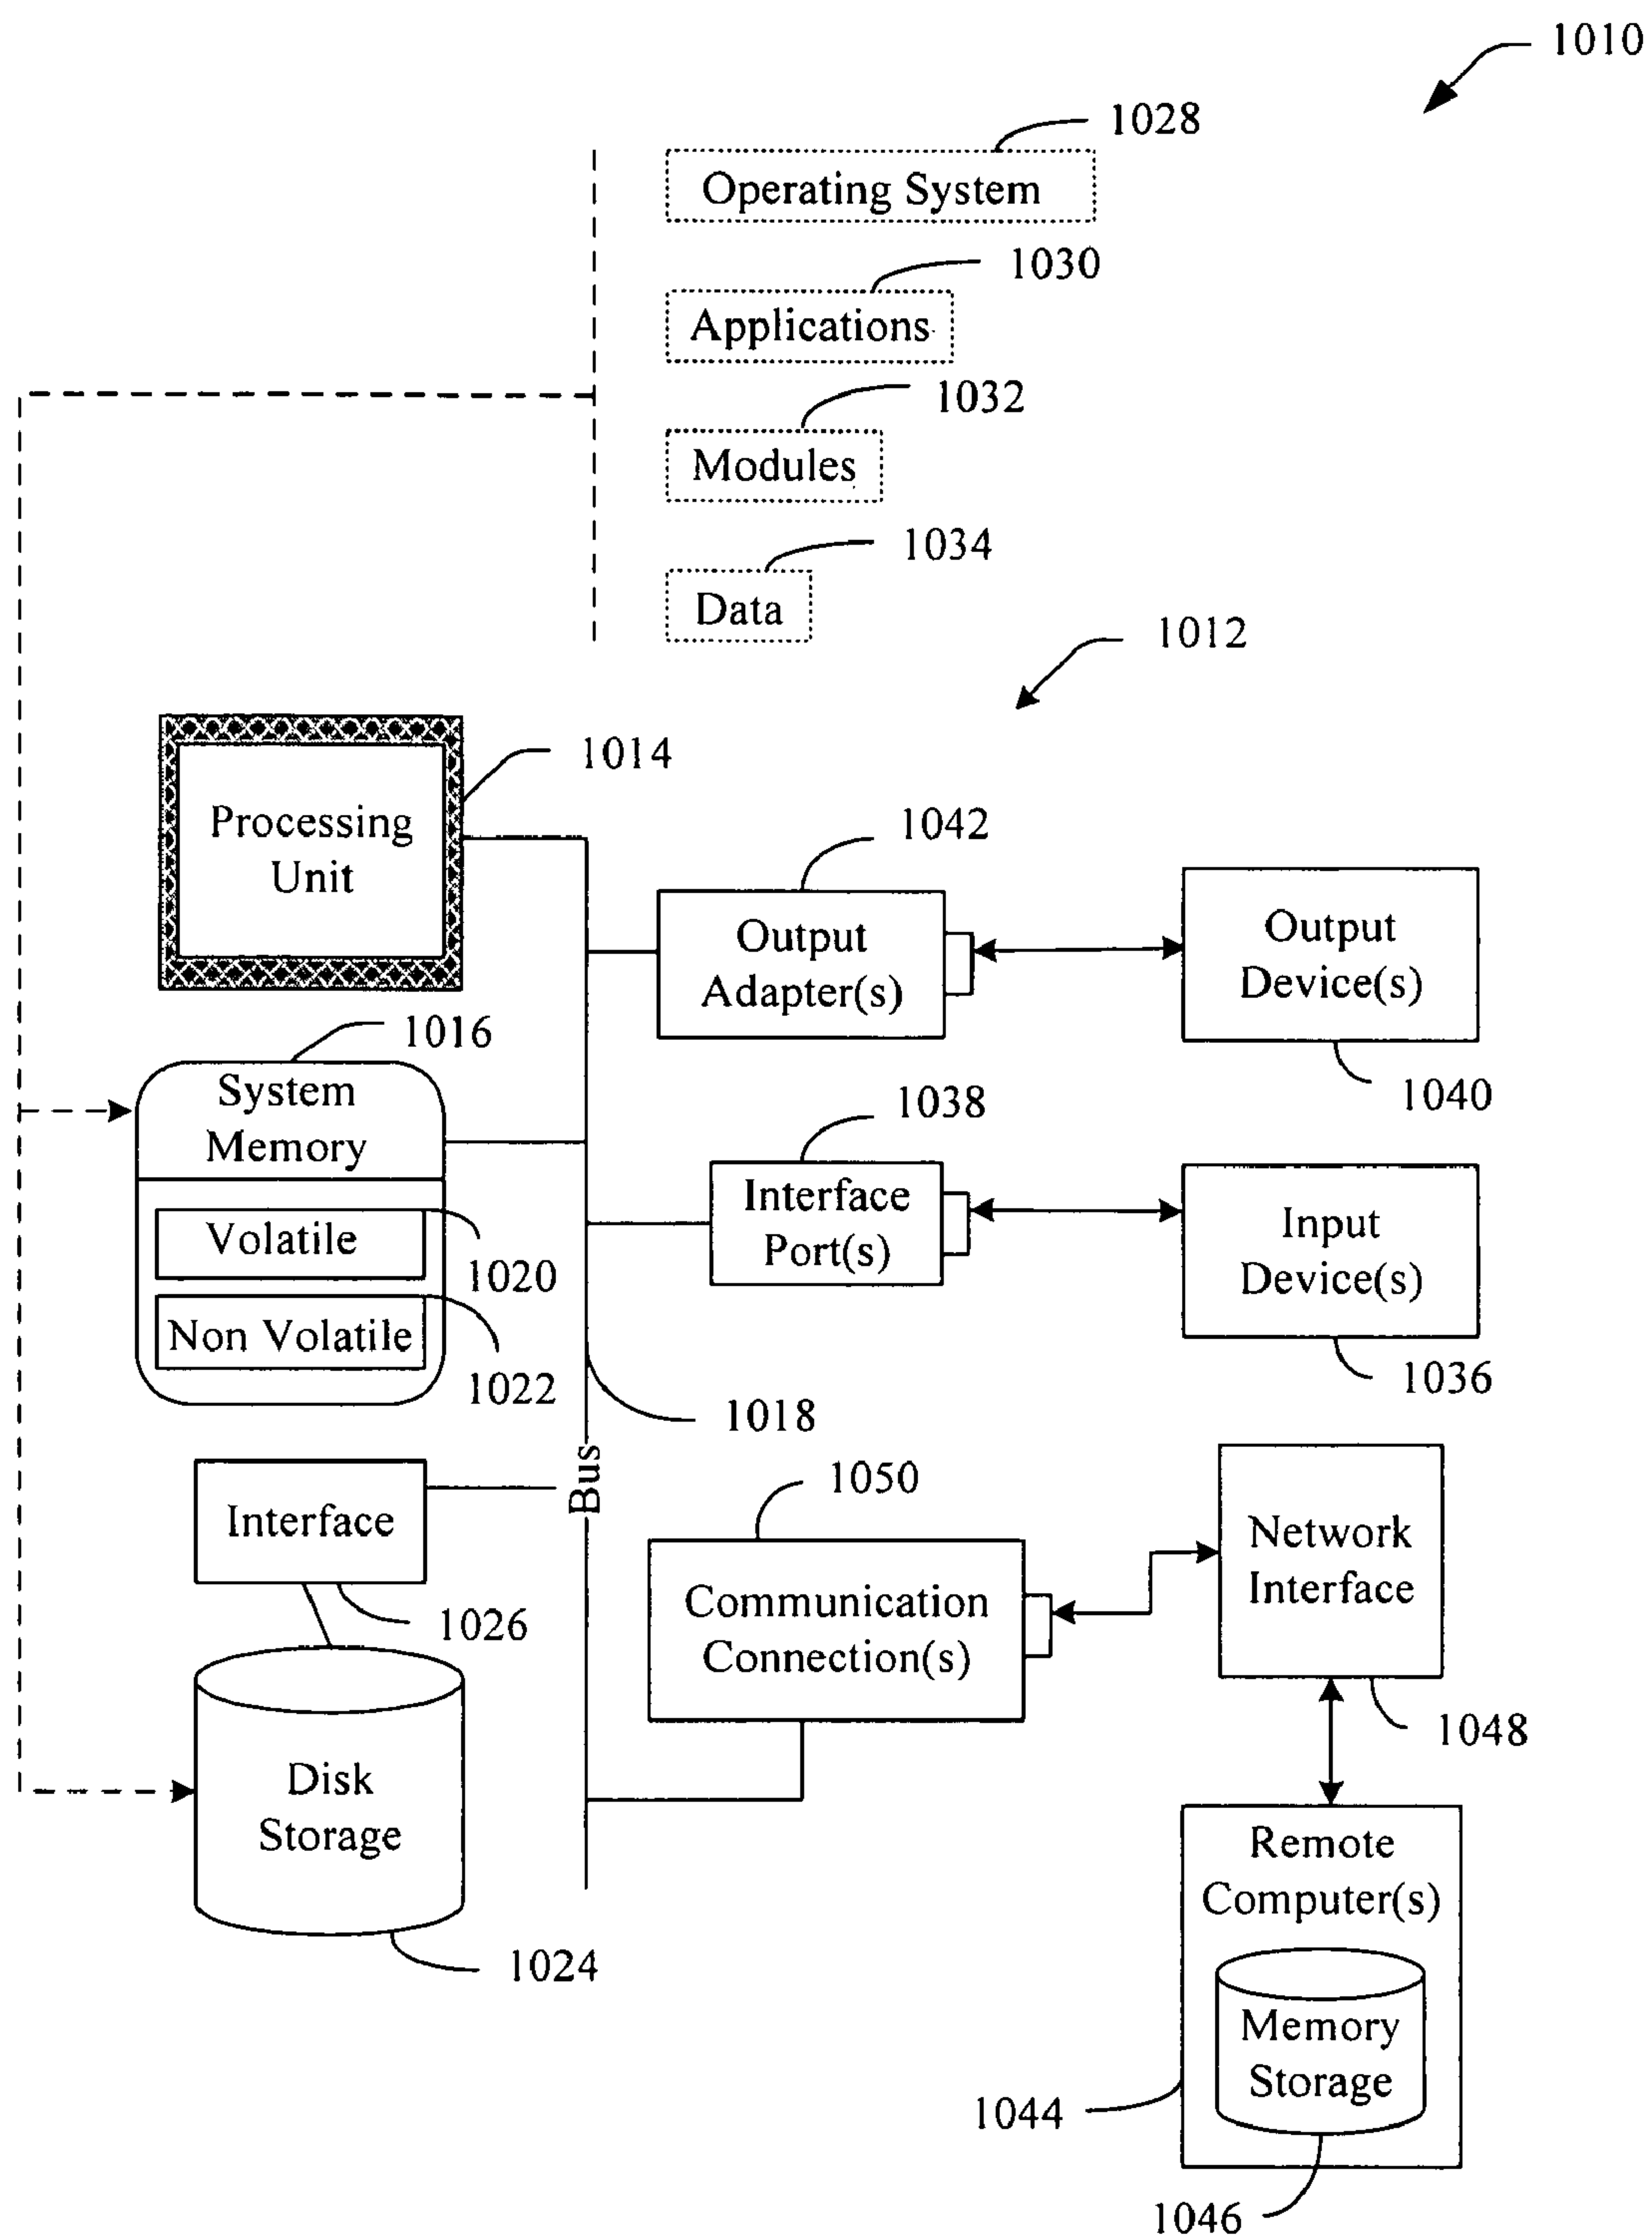 1010
1028
Operating System
1030
Applications
1032
Modules
1034
Data
1012
1014
Processing
Unit
1042
Output
Adapter(s)
Output
Device(s)
1040
1016
System
Memory
1038
Interface
Port(s)
Input
Device(s)
1036
Volatile
1020
Non Volatile
1022
1018
Bus
Interface
1026
1050
Communication
Connection(s)
Network
Interface
1048
Disk
Storage
1024
Remote
Computer(s)
Memory
Storage
1044
1046